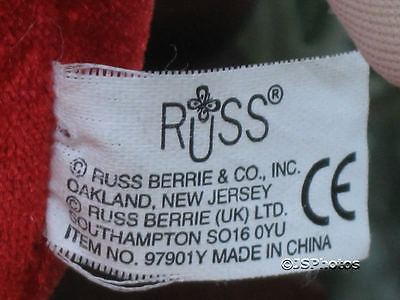 RUSS®
© RUSS BERRIE & CO., INC.
OAKLAND, NEW JERSEY
© RUSS BERRIE (UK) LTD.
SOUTHAMPTON SO16 0YU
ITEM NO. 97901Y MADE IN CHINA
CE
©JSPhotos